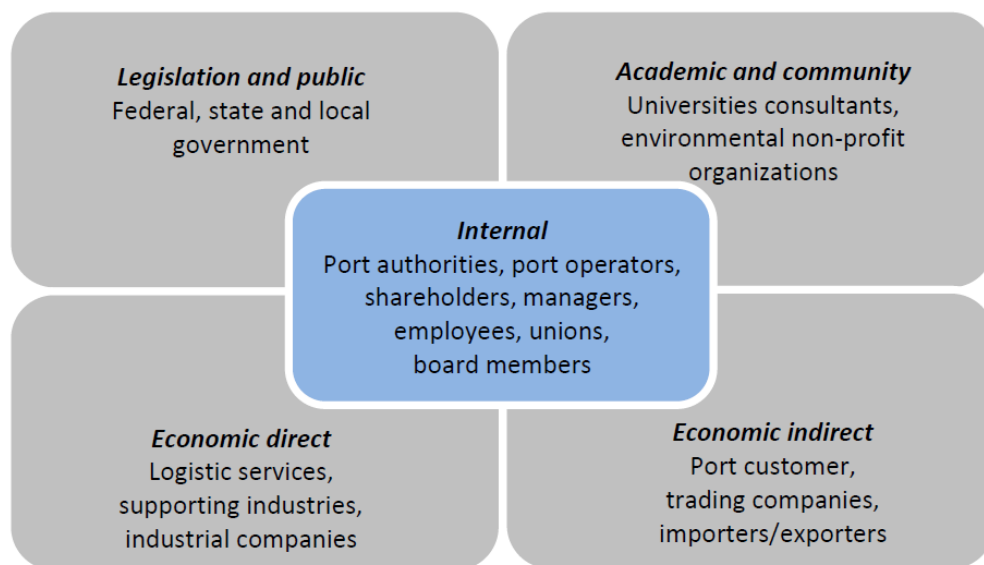 Legislation and public
Federal, state and local
government
Academic and community
Universities consultants,
environmental non-profit
organizations
Internal
Port authorities, port operators,
shareholders, managers,
employees, unions,
board members
Economic direct
Logistic services,
supporting industries,
industrial companies
Economic indirect
Port customer,
trading companies,
importers/exporters